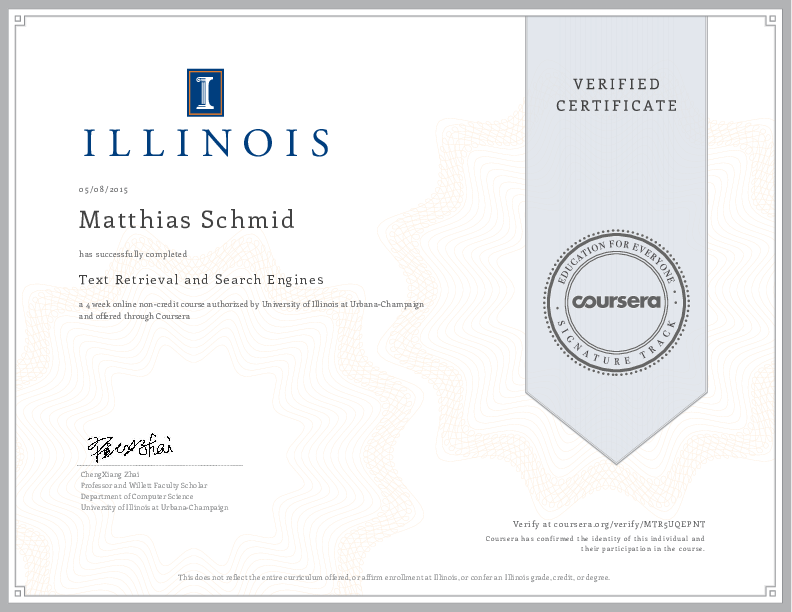 I
ILLINOIS
05/08/2015
Matthias Schmid
has successfully completed
Text Retrieval and Search Engines
a 4 week online non-credit course authorized by University of Illinois at Urbana-Champaign
and offered through Coursera
VERIFIED
CERTIFICATE
EDUCATION FOR EVERYONE
coursera
SIGNATURE TRACK
ChengXiang Zhai
Professor and Willett Faculty Scholar
Department of Computer Science
University of Illinois at Urbana-Champaign
Verify at coursera.org/verify/MTR5UQEPNT
Coursera has confirmed the identity of this individual and
their participation in the course.
This does not reflect the entire curriculum offered, or affirm enrollment at Illinois, or confer an Illinois grade, credit, or degree.